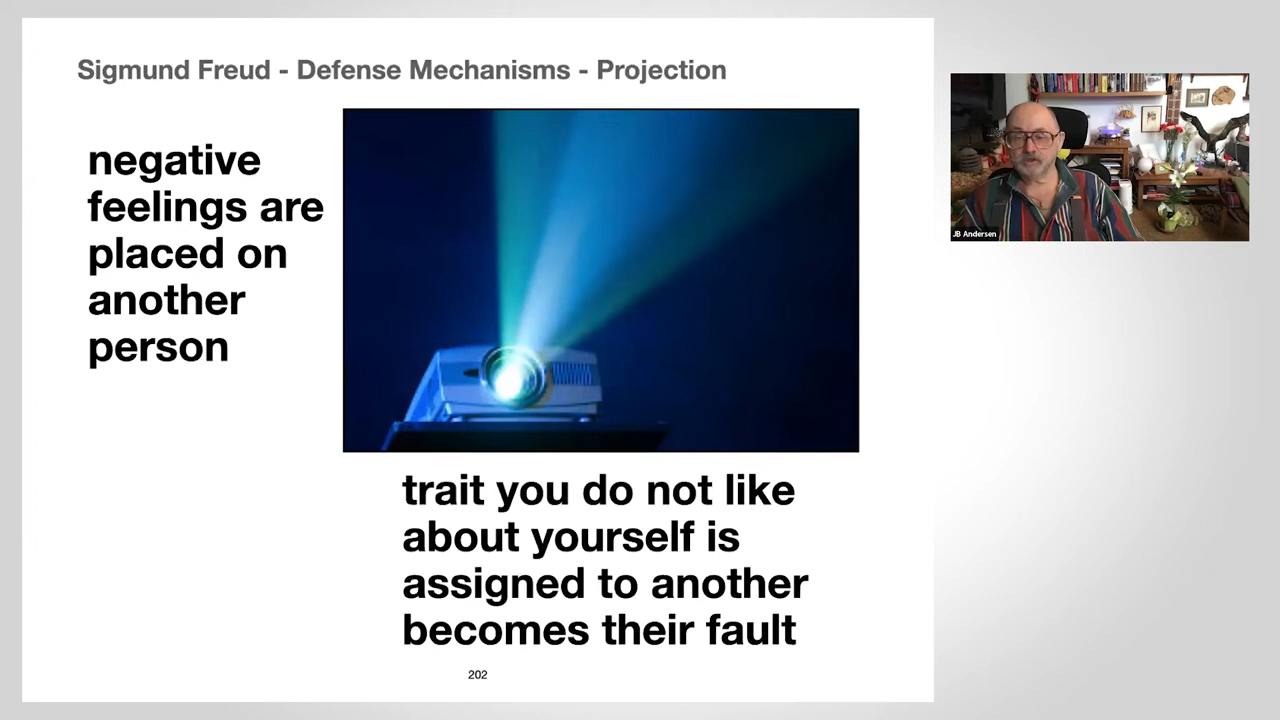 Sigmund Freud - Defense Mechanisms - Projection
negative
feelings are
placed on
another
person
trait you do not like
about yourself is
assigned to another
becomes their fault
202
JB Andersen